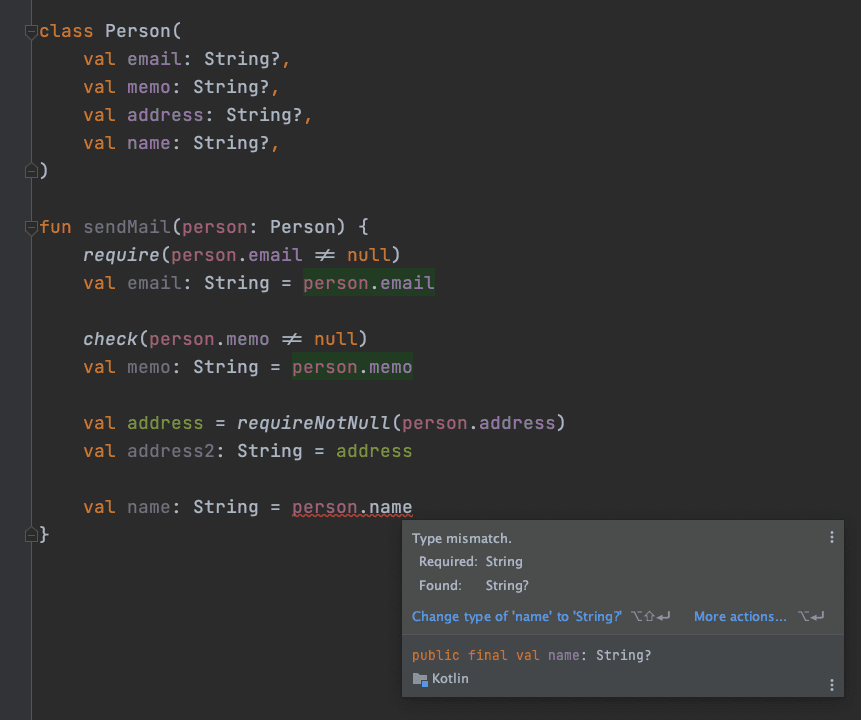 class Person(
    val email: String?,
    val memo: String?,
    val address: String?,
    val name: String?,
)
fun sendMail(person: Person) {
    require(person.email ≠ null)
    val email: String = person.email
    check(person.memo ≠ null)
    val memo: String = person.memo
    val address = requireNotNull(person.address)
    val address2: String = address
    val name: String = person.name
}
Type mismatch.
Required: String
Found: String?
Change type of 'name' to 'String?' ⌥⇧↩ More actions... ⌥↩
public final val name: String?
Kotlin